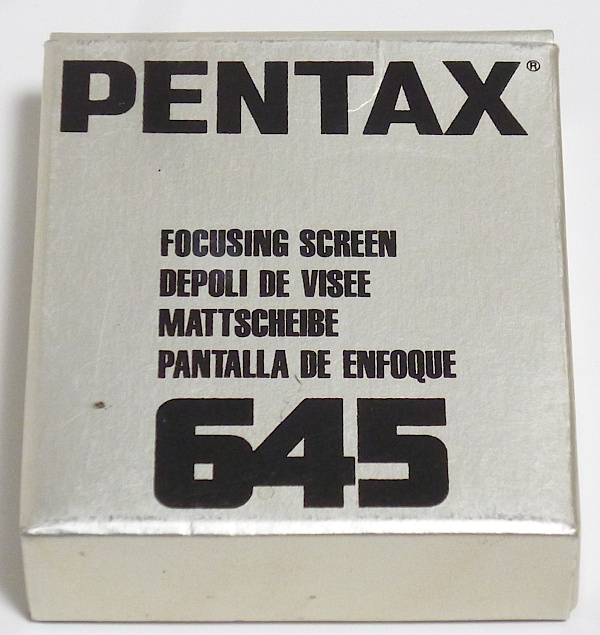 PENTAX®
FOCUSING SCREEN
DEPOLI DE VISEE
MATTSCHEIBE
PANTALLA DE ENFOQUE
645